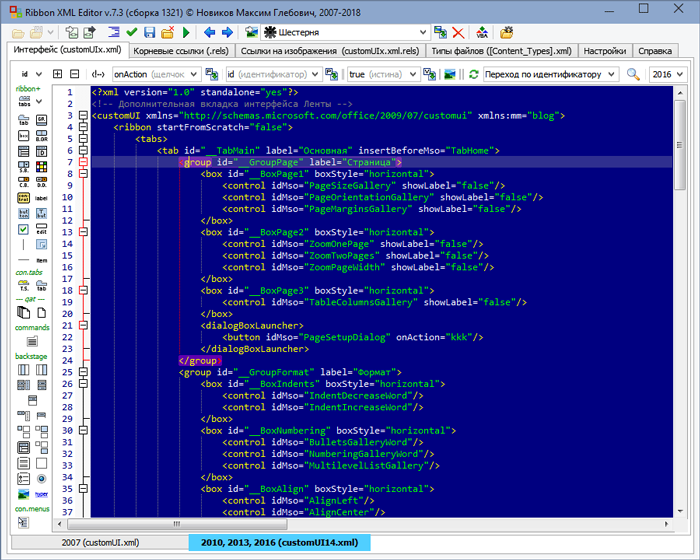 Ribbon XML Editor v.7.3 (сборка 1321) © Новиков Максим Глебович, 2007-2018
Шестерня
Интерфейс (customUIx.xml) Корневые ссылки (.rels) Ссылки на изображения (customUIx.xml.rels) Типы файлов ([Content_Types].xml) Настройки Справка
id onAction (щелчок) id (идентификатор) true (истина) Переход по идентификатору 2016
ribbon+
tabs tab
S.B. D.B.
C.B. D.D.
label
edit
con.tabs
T.S. tab
— qat —
commands
backstage
typer
con.menus
1 <?xml version="1.0" standalone="yes"?>
2 <!-- Дополнительная вкладка интерфейса Ленты -->
3 <customUI xmlns="http://schemas.microsoft.com/office/2009/07/customui" xmlns:mm="blog">
4 <ribbon startFromScratch="false">
5 <tabs>
6 <tab id="__TabMain" label="Основная" insertBeforeMso="TabHome">
7 <group id="__GroupPage" label="Страница">
8 <box id="__BoxPage1" boxStyle="horizontal">
9 <control idMso="PageSizeGallery" showLabel="false"/>
10 <control idMso="PageOrientationGallery" showLabel="false"/>
11 <control idMso="PageMarginsGallery" showLabel="false"/>
12 </box>
13 <box id="__BoxPage2" boxStyle="horizontal">
14 <control idMso="ZoomOnePage" showLabel="false"/>
15 <control idMso="ZoomTwoPages" showLabel="false"/>
16 <control idMso="ZoomPageWidth" showLabel="false"/>
17 </box>
18 <box id="__BoxPage3" boxStyle="horizontal">
19 <control idMso="TableColumnsGallery" showLabel="false"/>
20 </box>
21 <dialogBoxLauncher>
22 <button idMso="PageSetupDialog" onAction="kkk"/>
23 </dialogBoxLauncher>
24 </group>
25 <group id="__GroupFormat" label="Формат">
26 <box id="__BoxIndents" boxStyle="horizontal">
27 <control idMso="IndentDecreaseWord"/>
28 <control idMso="IndentIncreaseWord"/>
29 </box>
30 <box id="__BoxNumbering" boxStyle="horizontal">
31 <control idMso="BulletsGalleryWord"/>
32 <control idMso="NumberingGalleryWord"/>
33 <control idMso="MultilevelListGallery"/>
34 </box>
35 <box id="__BoxAlign" boxStyle="horizontal">
36 <control idMso="AlignLeft"/>
37 <control idMso="AlignCenter"/>
2007 (customUI.xml) 2010, 2013, 2016 (customUI14.xml)